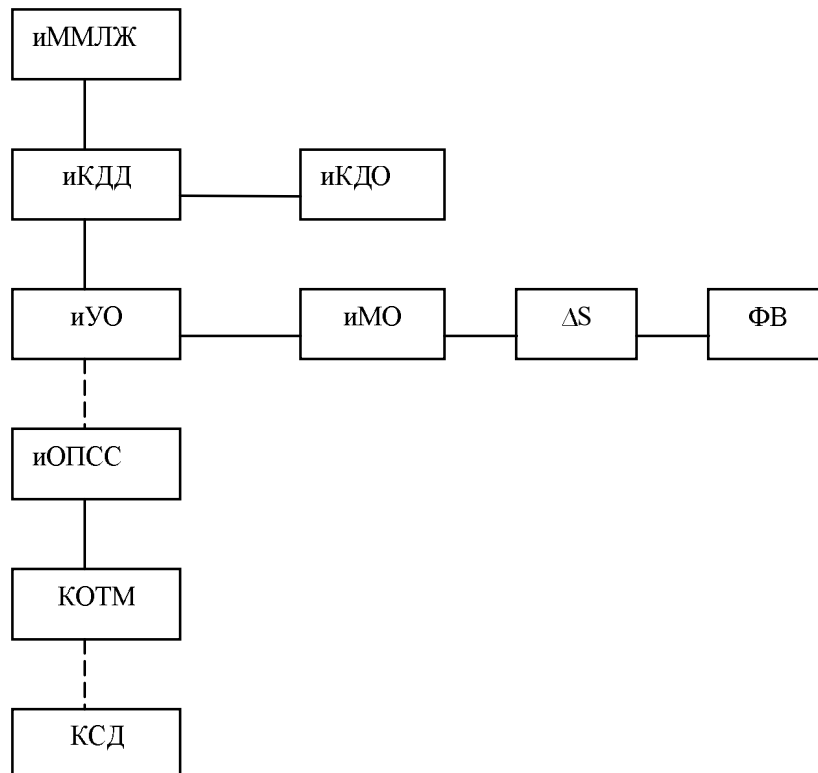 иММЛЖ
иКДД
иКДО
иУО
иМО
ΔS
ФВ
иОПСС
КОТМ
КСД